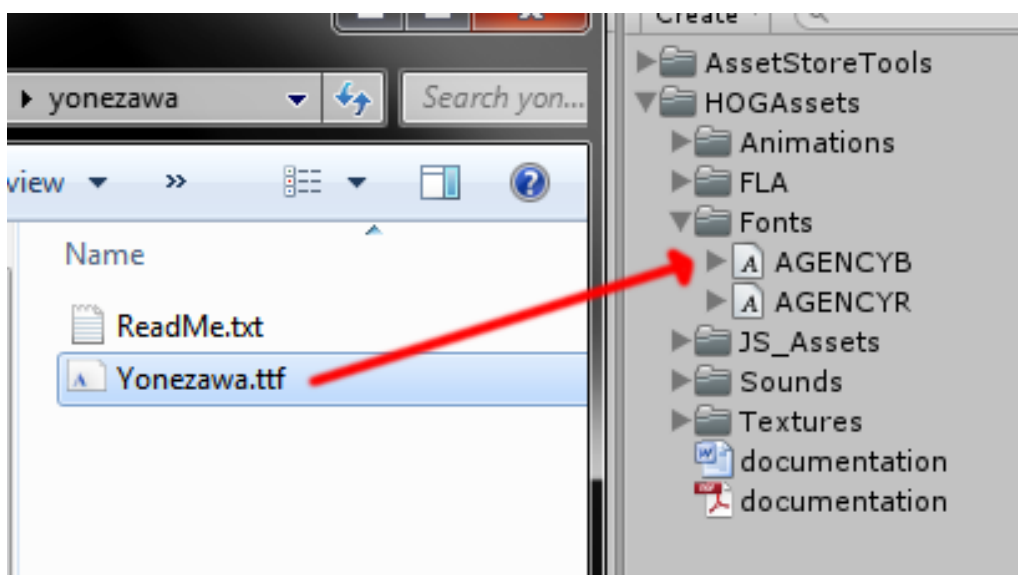 yonezawa
Search yon...
view
»
Name
ReadMe.txt
Yonezawa.ttf
Create
AssetStoreTools
HOGAssets
Animations
FLA
Fonts
AGENCYB
AGENCYR
JS_Assets
Sounds
Textures
documentation
documentation